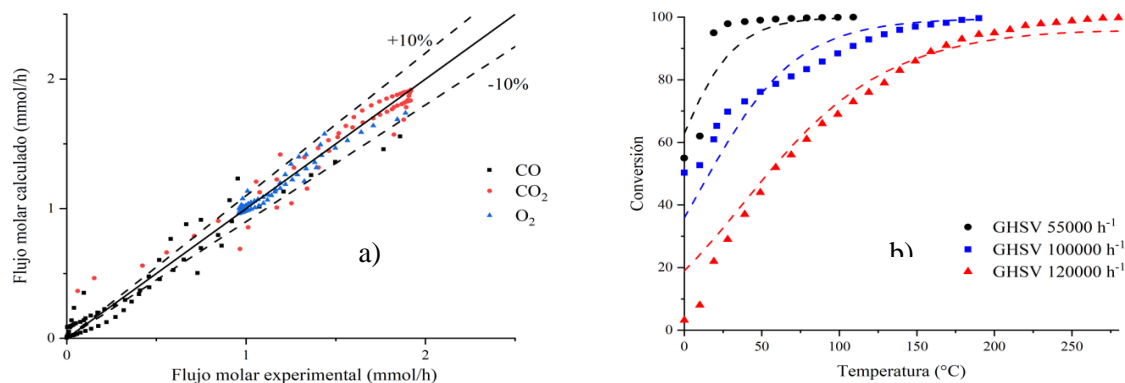 +10%
-10%
2
1
0
0
1
2
Flujo molar calculado (mmol/h)
Flujo molar experimental (mmol/h)
CO
CO₂
O₂
a)
b)
100
80
60
40
20
0
0
50
100
150
200
250
Conversión
Temperatura (°C)
GHSV 55000 h⁻¹
GHSV 100000 h⁻¹
GHSV 120000 h⁻¹
b)